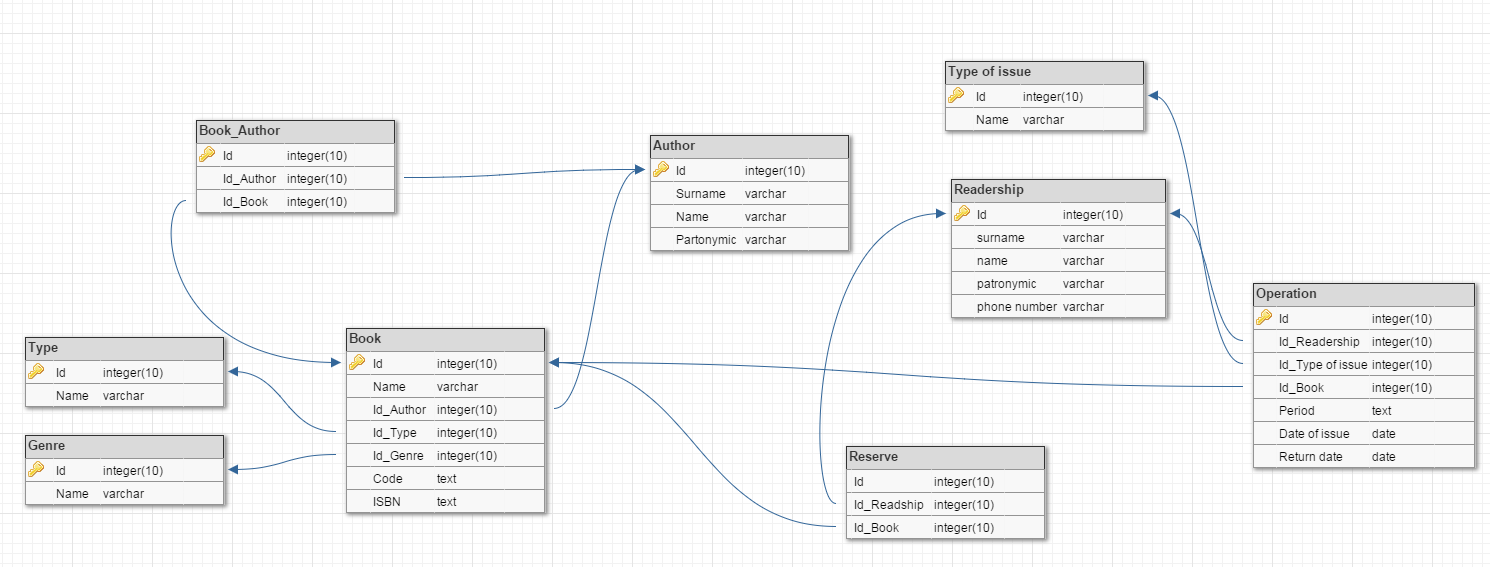 Type of issue
Id integer(10)
Name varchar
Book_Author
Id integer(10)
Id_Author integer(10)
Id_Book integer(10)
Author
Id integer(10)
Surname varchar
Name varchar
Partonymic varchar
Readership
Id integer(10)
surname varchar
name varchar
patronymic varchar
phone number varchar
Operation
Id integer(10)
Id_Readership integer(10)
Id_Type of issue integer(10)
Id_Book integer(10)
Period text
Date of issue date
Return date date
Type
Id integer(10)
Name varchar
Book
Id integer(10)
Name varchar
Id_Author integer(10)
Id_Type integer(10)
Id_Genre integer(10)
Code text
ISBN text
Genre
Id integer(10)
Name varchar
Reserve
Id integer(10)
Id_Readship integer(10)
Id_Book integer(10)